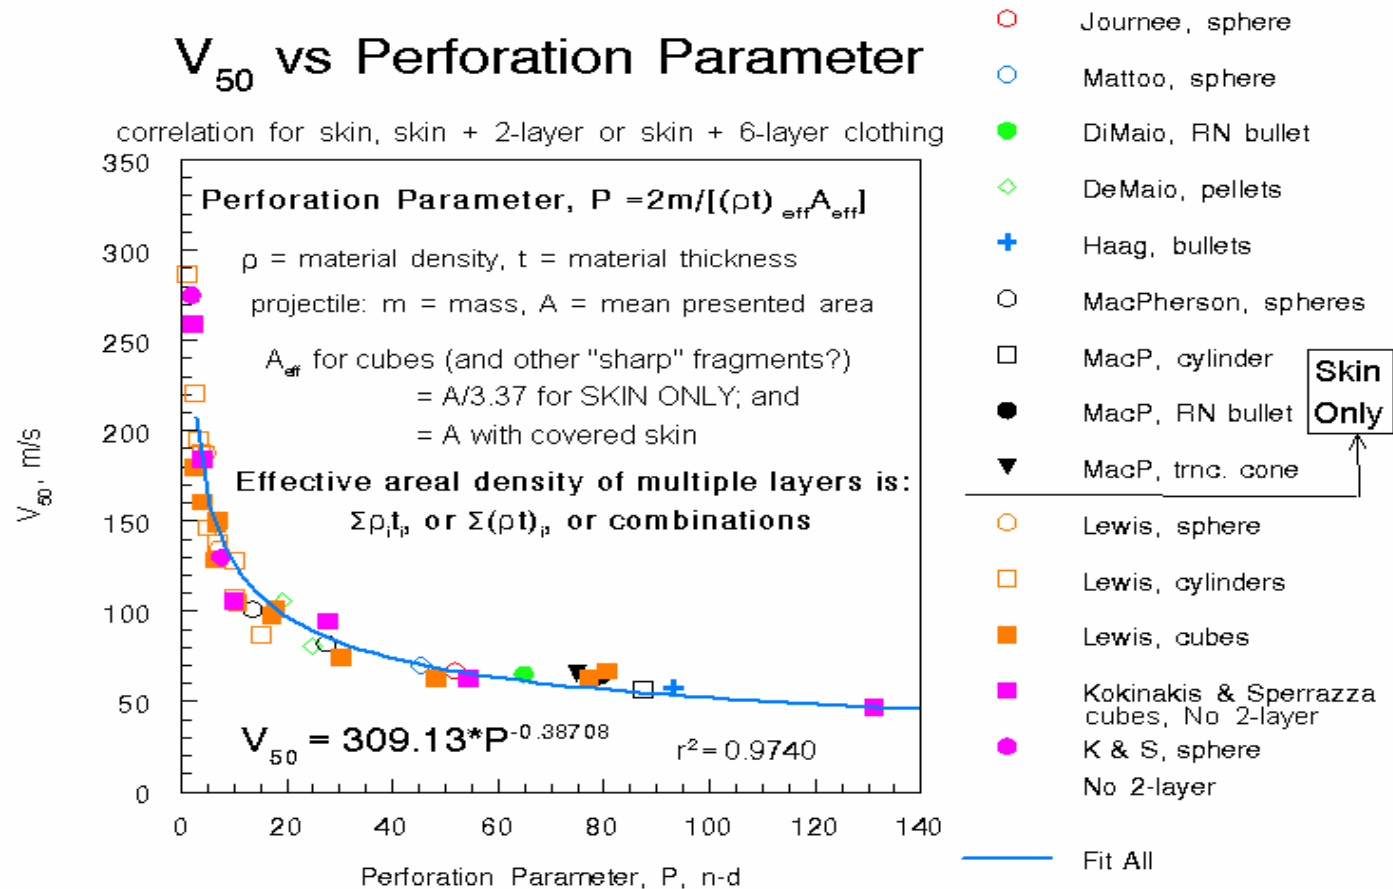 V50 vs Perforation Parameter
correlation for skin, skin + 2-layer or skin + 6-layer clothing
Perforation Parameter, P =2m/[(ρt) effAeff]
ρ = material density, t = material thickness
projectile: m = mass, A = mean presented area
Aeff for cubes (and other "sharp" fragments?)
= A/3.37 for SKIN ONLY; and
= A with covered skin
Effective areal density of multiple layers is:
Σρiti, or Σ(ρt)i, or combinations
V50 = 309.13*P-0.38708
r2=0.9740
V50, m/s
350
300
250
200
150
100
50
0
0 20 40 60 80 100 120 140
Perforation Parameter, P, n-d
Journee, sphere
Mattoo, sphere
DiMaio, RN bullet
DeMaio, pellets
Haag, bullets
MacPherson, spheres
MacP, cylinder
MacP, RN bullet
MacP, trnc. cone
Skin
Only
Lewis, sphere
Lewis, cylinders
Lewis, cubes
Kokinakis & Sperrazza
cubes, No 2-layer
K & S, sphere
No 2-layer
Fit All